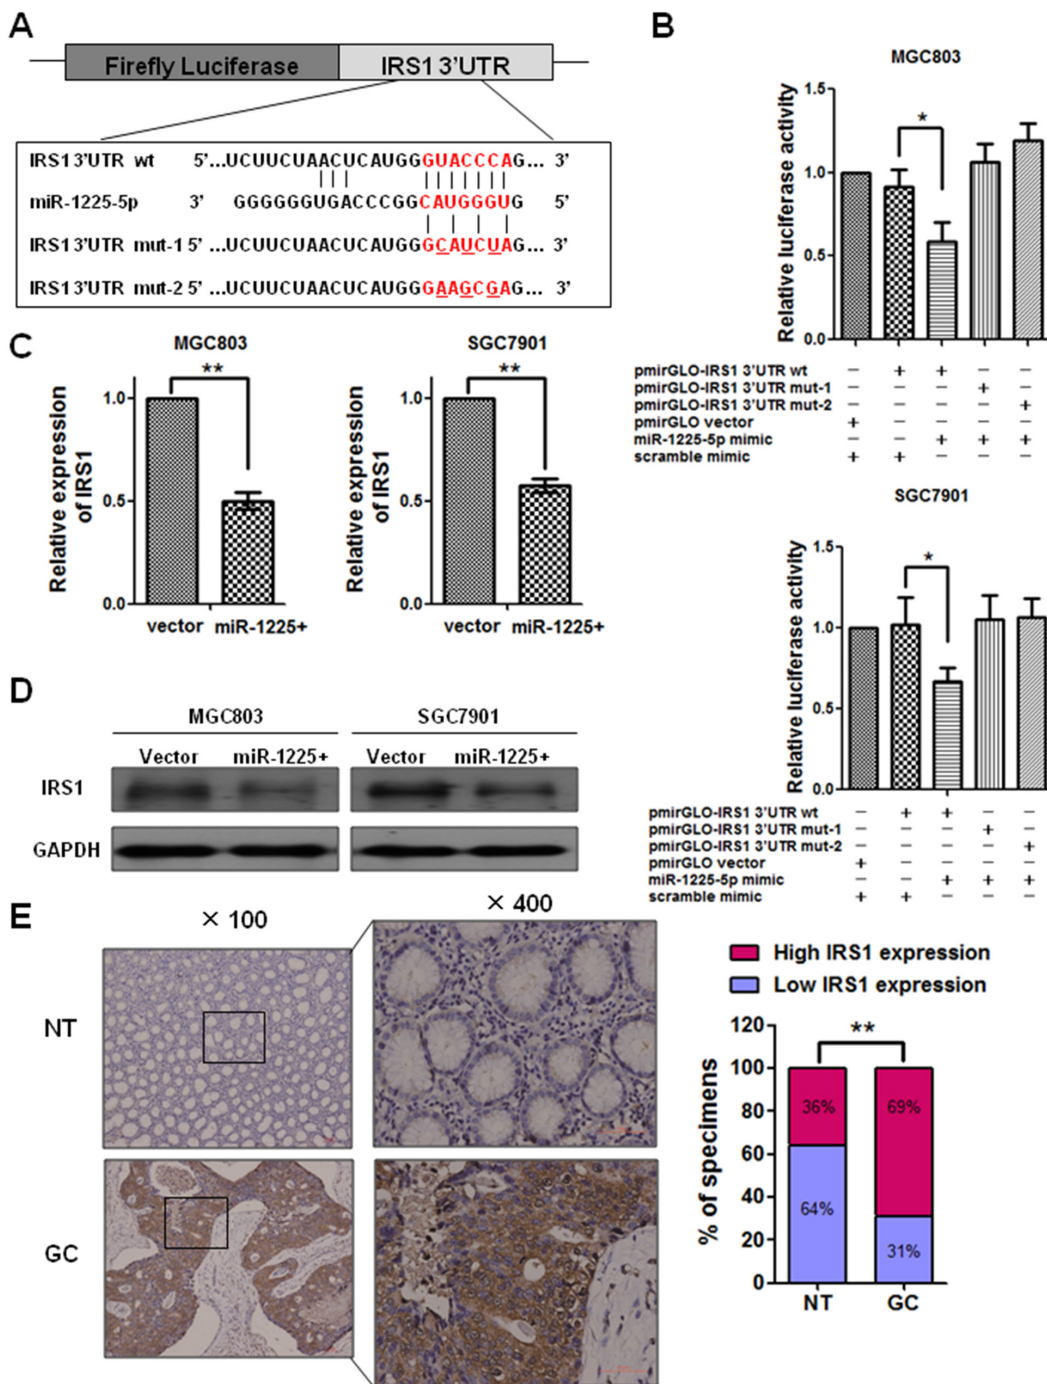 A
Firefly Luciferase IRS1 3'UTR
IRS1 3'UTR wt 5'...UCUUCUAACUCAUGGGUACCCAG... 3'
miR-1225-5p 3' GGGGGGUGACCCGGCAUGGGUG 5'
IRS1 3'UTR mut-1 5'...UCUUCUAACUCAUGGGCAUCUAG... 3'
IRS1 3'UTR mut-2 5'...UCUUCUAACUCAUGGGAAGCGAG... 3'
B
MGC803
Relative luciferase activity
1.5
1.0
0.5
0.0
*
pmirGLO-IRS1 3'UTR wt − + + − −
pmirGLO-IRS1 3'UTR mut-1 − − − + −
pmirGLO-IRS1 3'UTR mut-2 − − − − +
pmirGLO vector + − − − −
miR-1225-5p mimic − − + + +
scramble mimic + + − − −
SGC7901
Relative luciferase activity
1.5
1.0
0.5
0.0
*
pmirGLO-IRS1 3'UTR wt − + + − −
pmirGLO-IRS1 3'UTR mut-1 − − − + −
pmirGLO-IRS1 3'UTR mut-2 − − − − +
pmirGLO vector + − − − −
miR-1225-5p mimic − − + + +
scramble mimic + + − − −
C
MGC803
Relative expression
of IRS1
1.0
0.5
0.0
**
vector miR-1225+
SGC7901
Relative expression
of IRS1
1.0
0.5
0.0
**
vector miR-1225+
D
MGC803 SGC7901
Vector miR-1225+ Vector miR-1225+
IRS1
GAPDH
E
× 100 × 400
NT
GC
High IRS1 expression
Low IRS1 expression
% of specimens
120
100
80
60
40
20
0
**
36% 69%
64% 31%
NT GC